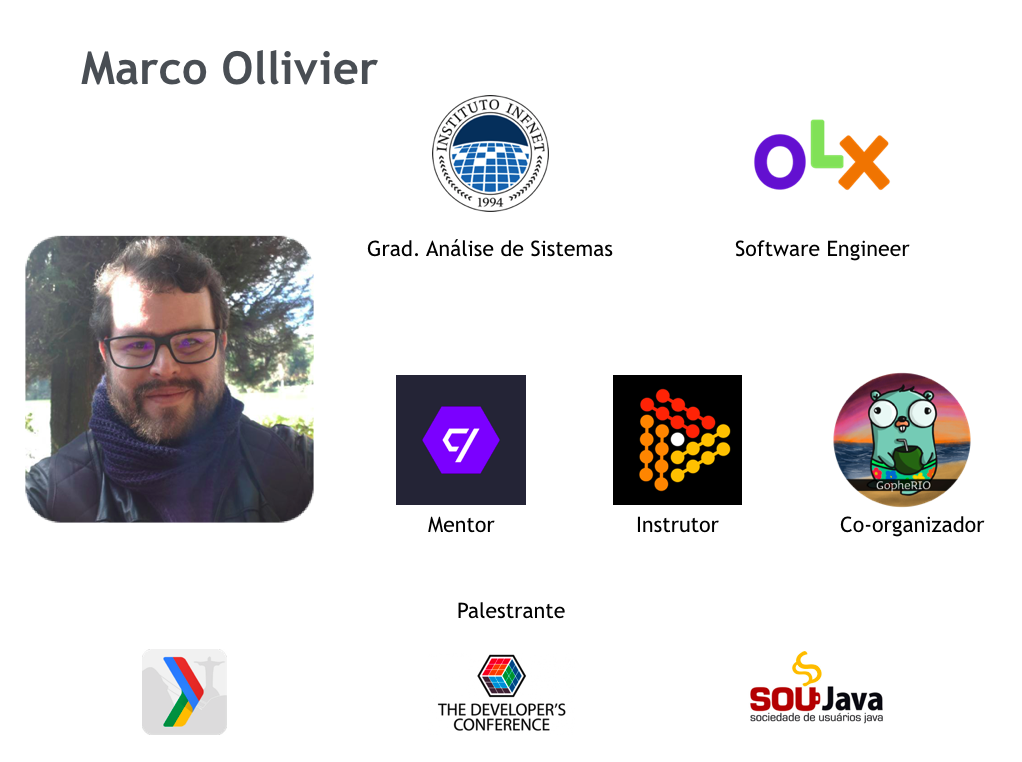 Marco Ollivier
INSTITUTO INFNET
1994
OLX
Grad. Análise de Sistemas
Software Engineer
GopheRIO
Mentor
Instrutor
Co-organizador
Palestrante
THE DEVELOPER'S
CONFERENCE
SOUJava
sociedade de usuários java